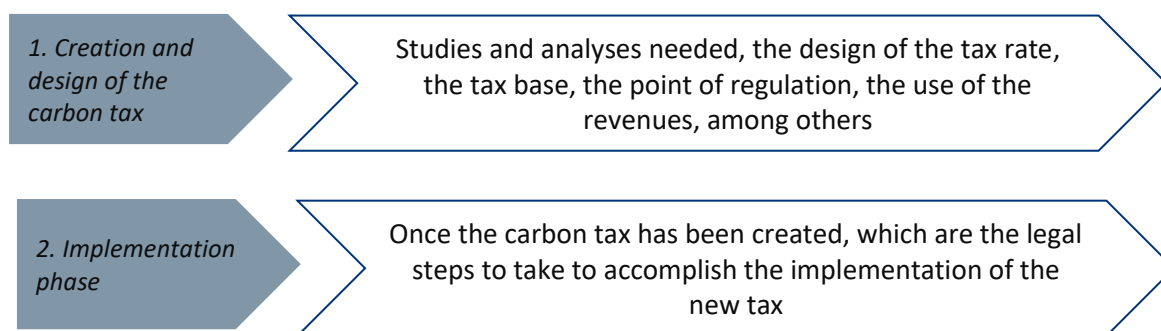 1. Creation and
design of the
carbon tax
Studies and analyses needed, the design of the tax rate,
the tax base, the point of regulation, the use of the
revenues, among others
2. Implementation
phase
Once the carbon tax has been created, which are the legal
steps to take to accomplish the implementation of the
new tax